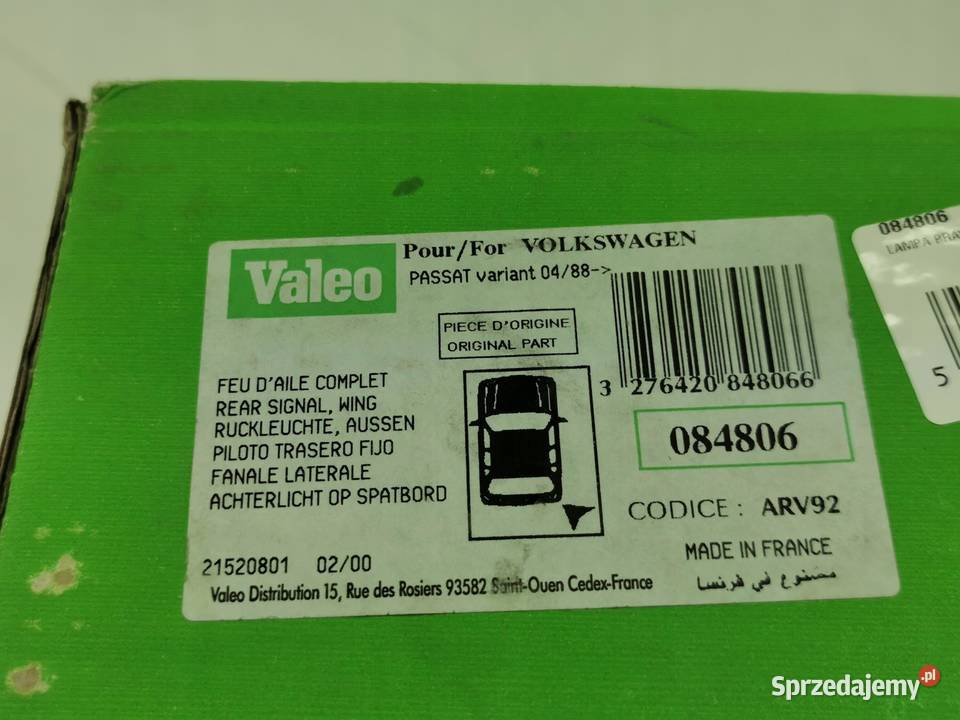 Valeo
Pour/For VOLKSWAGEN
PASSAT variant 04/88->
PIECE D'ORIGINE
ORIGINAL PART
FEU D'AILE COMPLET
REAR SIGNAL, WING
RUCKLEUCHTE, AUSSEN
PILOTO TRASERO FIJO
FANALE LATERALE
ACHTERLICHT OP SPATBORD
3 276420 848066
084806
CODICE : ARV92
MADE IN FRANCE
مصنوع في فرنسا
21520801 02/00
Valeo Distribution 15, Rue des Rosiers 93582 Saint-Ouen Cedex-France
084806
LAMPA
5
Sprzedajemy.pl